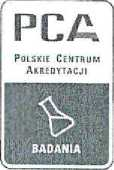 PCA
POLSKIE CENTRUM
AKREDYTACJI
BADANIA